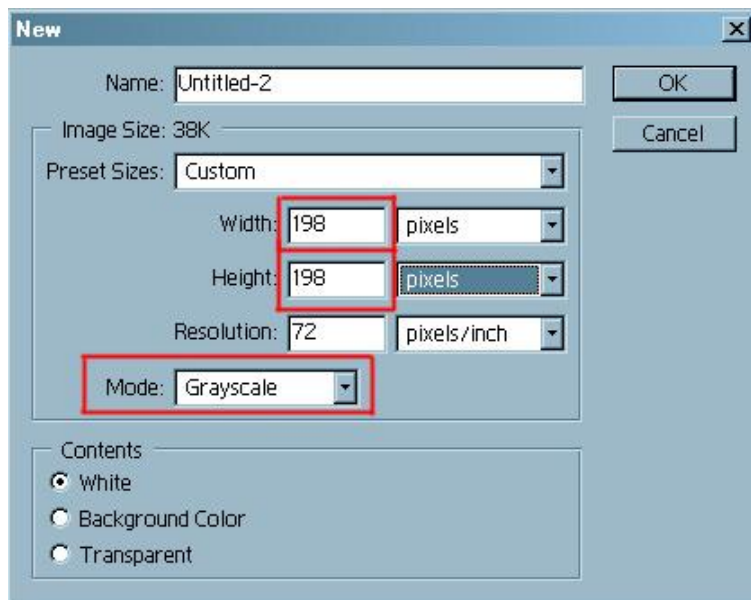 New
Name: Untitled-2
OK
Image Size: 38K
Cancel
Preset Sizes: Custom
Width: 198 pixels
Height: 198 pixels
Resolution: 72 pixels/inch
Mode: Grayscale
Contents
White
Background Color
Transparent